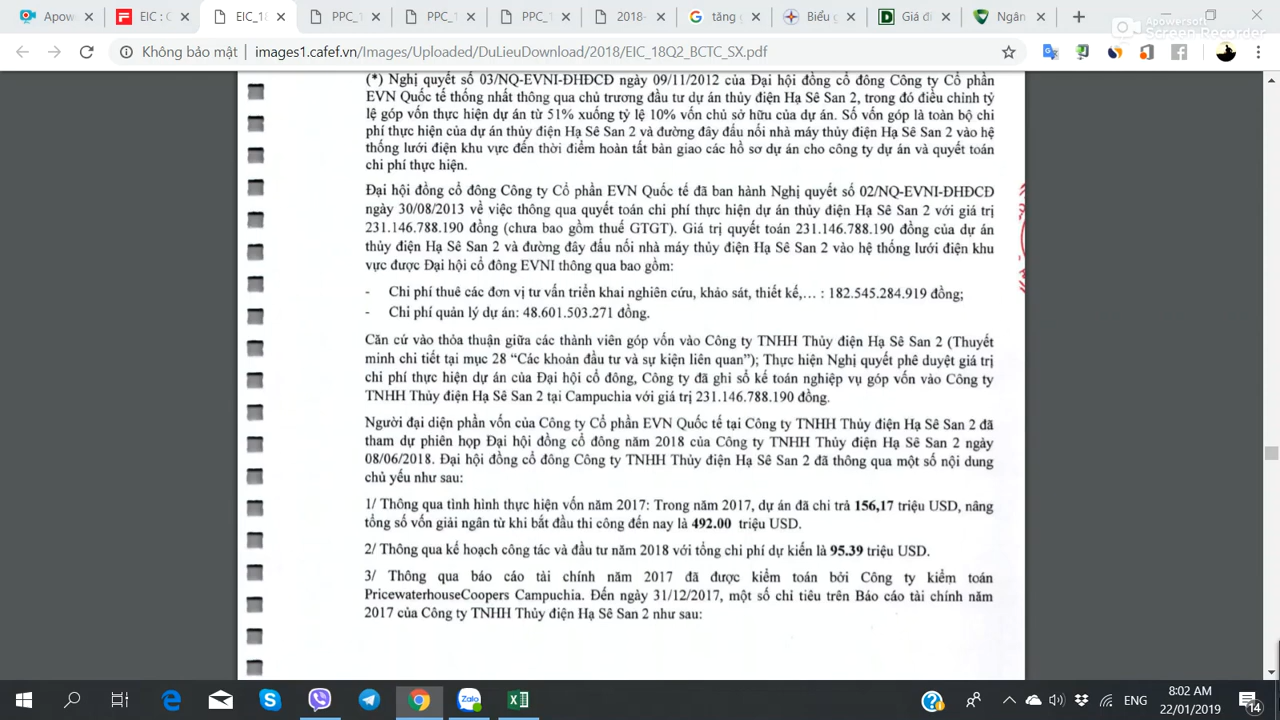 Apowe
EIC : C
EIC_18
PPC_1
PPC_
PPC_1
2018-
tăng g
Biểu g
Giá di
Ngân
Apowersoft
Screen Recorder
Không bảo mật | images1.cafef.vn/Images/Uploaded/DuLieuDownload/2018/EIC_18Q2_BCTC_SX.pdf
(*) Nghị quyết số 03/NQ-EVNI-ĐHĐCĐ ngày 09/11/2012 của Đại hội đồng cổ đông Công ty Cổ phần
EVN Quốc tế thống nhất thông qua chủ trương đầu tư dự án thủy điện Hạ Sê San 2, trong đó điều chỉnh tỷ
lệ góp vốn thực hiện dự án từ 51% xuống tỷ lệ 10% vốn chủ sở hữu của dự án. Số vốn góp là toàn bộ chi
phí thực hiện của dự án thủy điện Hạ Sê San 2 và đường đây đấu nối nhà máy thủy điện Hạ Sê San 2 vào hệ
thống lưới điện khu vực đến thời điểm hoàn tất bàn giao các hồ sơ dự án cho công ty dự án và quyết toán
chi phí thực hiện.
Đại hội đồng cổ đông Công ty Cổ phần EVN Quốc tế đã ban hành Nghị quyết số 02/NQ-EVNI-ĐHĐCĐ
ngày 30/08/2013 về việc thông qua quyết toán chi phí thực hiện dự án thủy điện Hạ Sê San 2 với giá trị
231.146.788.190 đồng (chưa bao gồm thuế GTGT). Giá trị quyết toán 231.146.788.190 đồng của dự án
thủy điện Hạ Sê San 2 và đường đây đấu nối nhà máy thủy điện Hạ Sê San 2 vào hệ thống lưới điện khu
vực được Đại hội cổ đông EVNI thông qua bao gồm:
- Chi phí thuê các đơn vị tư vấn triển khai nghiên cứu, khảo sát, thiết kế,… : 182.545.284.919 đồng;
- Chi phí quản lý dự án: 48.601.503.271 đồng.
Căn cứ vào thỏa thuận giữa các thành viên góp vốn vào Công ty TNHH Thủy điện Hạ Sê San 2 (Thuyết
minh chi tiết tại mục 28 “Các khoản đầu tư và sự kiện liên quan”); Thực hiện Nghị quyết phê duyệt giá trị
chi phí thực hiện dự án của Đại hội cổ đông, Công ty đã ghi sổ kế toán nghiệp vụ góp vốn vào Công ty
TNHH Thủy điện Hạ Sê San 2 tại Campuchia với giá trị 231.146.788.190 đồng.
Người đại diện phần vốn của Công ty Cổ phần EVN Quốc tế tại Công ty TNHH Thủy điện Hạ Sê San 2 đã
tham dự phiên họp Đại hội đồng cổ đông năm 2018 của Công ty TNHH Thủy điện Hạ Sê San 2 ngày
08/06/2018. Đại hội đồng cổ đông Công ty TNHH Thủy điện Hạ Sê San 2 đã thông qua một số nội dung
chủ yếu như sau:
1/ Thông qua tình hình thực hiện vốn năm 2017: Trong năm 2017, dự án đã chi trả 156,17 triệu USD, nâng
tổng số vốn giải ngân từ khi bắt đầu thi công đến nay là 492.00 triệu USD.
2/ Thông qua kế hoạch công tác và đầu tư năm 2018 với tổng chi phí dự kiến là 95.39 triệu USD.
3/ Thông qua báo cáo tài chính năm 2017 đã được kiểm toán bởi Công ty kiểm toán
PricewaterhouseCoopers Campuchia. Đến ngày 31/12/2017, một số chỉ tiêu trên Báo cáo tài chính năm
2017 của Công ty TNHH Thủy điện Hạ Sê San 2 như sau:
Zalo
ENG
8:02 AM
22/01/2019
14